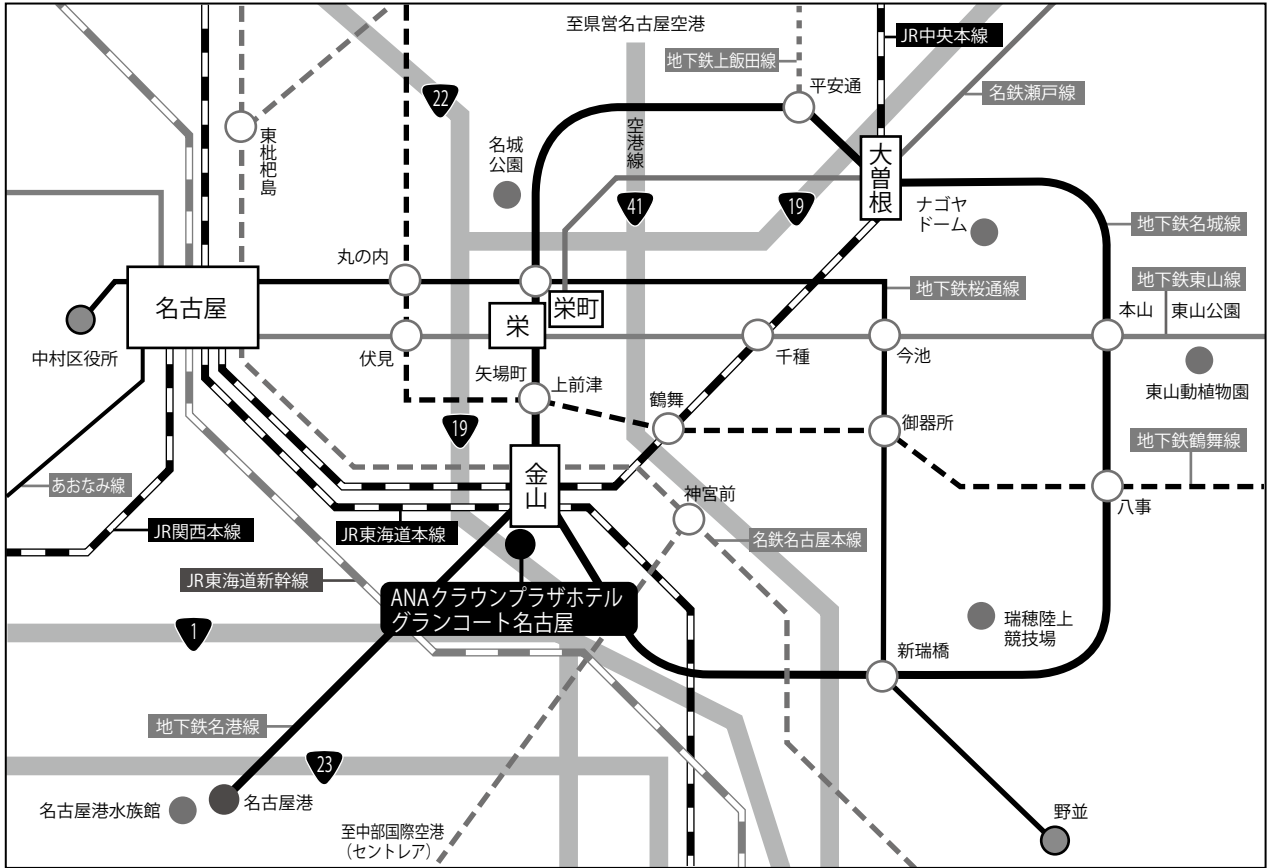 至県営名古屋空港
JR中央本線
地下鉄上飯田線
平安通
名鉄瀬戸線
22
東枇杷島
名城
公園
空港線
大曽根
41
19
ナゴヤ
ドーム
地下鉄名城線
丸の内
名古屋
栄町
地下鉄桜通線
地下鉄東山線
栄
本山
東山公園
中村区役所
伏見
千種
今池
矢場町
上前津
東山動植物園
鶴舞
19
御器所
地下鉄鶴舞線
金山
あおなみ線
神宮前
八事
JR関西本線
JR東海道本線
名鉄名古屋本線
JR東海道新幹線
ANAクラウンプラザホテル
グランコート名古屋
瑞穂陸上
競技場
1
新瑞橋
地下鉄名港線
23
名古屋港水族館
名古屋港
至中部国際空港
（セントレア）
野並